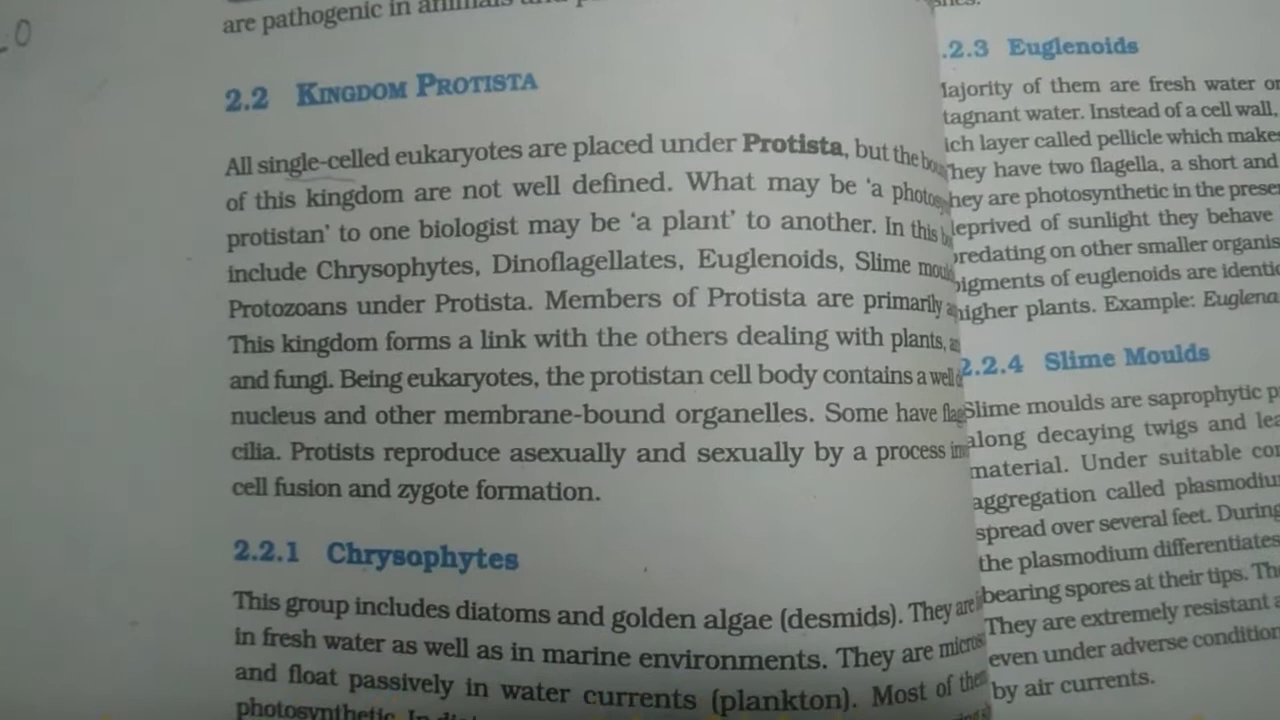 are pathogenic in
2.2 KINGDOM PROTISTA
All single-celled eukaryotes are placed under Protista, but the
of this kingdom are not well defined. What may be 'a
protistan' to one biologist may be 'a plant' to another. In this
include Chrysophytes, Dinoflagellates, Euglenoids, Slime
Protozoans under Protista. Members of Protista are primarily
This kingdom forms a link with the others dealing with plants,
and fungi. Being eukaryotes, the protistan cell body contains a well
nucleus and other membrane-bound organelles. Some have
cilia. Protists reproduce asexually and sexually by a process
cell fusion and zygote formation.
2.2.1 Chrysophytes
This group includes diatoms and golden algae (desmids). They are
in fresh water as well as in marine environments. They are
and float passively in water currents (plankton). Most of
photosynthetic. In
.2.3 Euglenoids
of them are fresh water
water. Instead of a cell wall,
layer called pellicle which
have two flagella, a short and
are photosynthetic in the
of sunlight they behave
on other smaller
of euglenoids are
plants. Example: Euglena
2.2.4 Slime Moulds
Slime moulds are saprophytic
along decaying twigs and
material. Under suitable
aggregation called
spread over several feet. During
the plasmodium differentiates
bearing spores at their tips.
They are extremely resistant
even under adverse
by air currents.